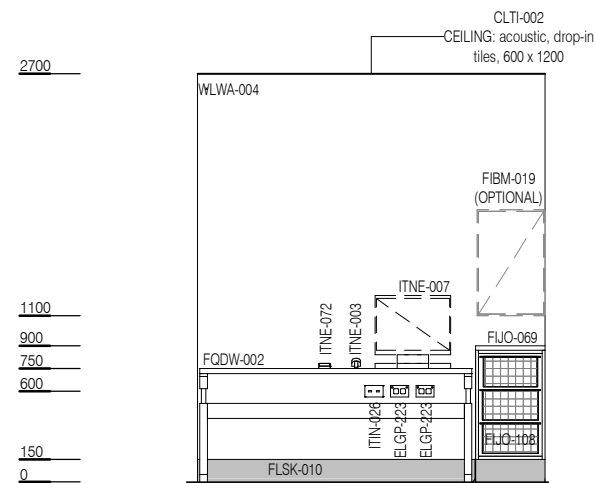 CLTI-002
CEILING: acoustic, drop-in
tiles, 600 x 1200
2700
WLWA-004
FIBM-019
(OPTIONAL)
ITNE-007
1100
ITNE-072
ITNE-003
900
FIJO-069
750
FQDW-002
600
ITIN-026
ELGP-223
ELGP-223
FIJO-108
150
FLSK-010
0